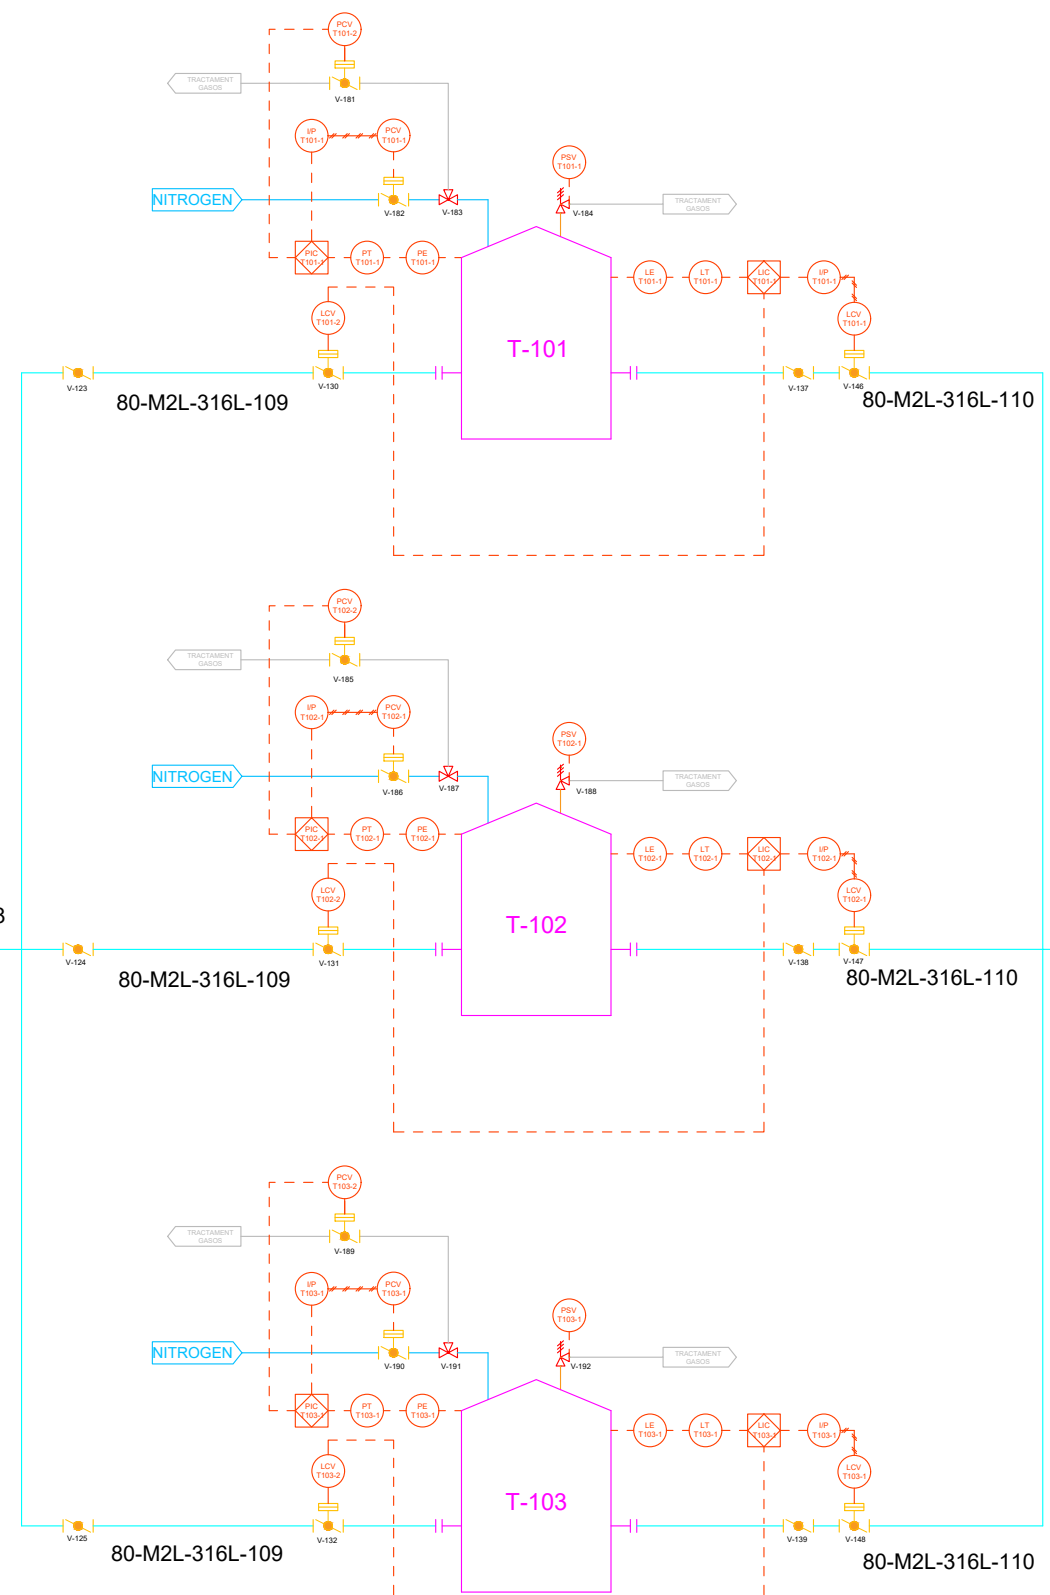 PCV
T101-2
TRACTAMENT
GASOS
V-181
I/P
T101-1
PCV
T101-1
PSV
T101-1
NITROGEN
V-182
V-183
V-184
TRACTAMENT
GASOS
PIC
T101-1
PT
T101-1
PE
T101-1
LE
T101-1
LT
T101-1
LIC
T101-1
I/P
T101-1
LCV
T101-2
LCV
T101-1
T-101
V-123
V-130
V-137
V-146
80-M2L-316L-109
80-M2L-316L-110
PCV
T102-2
TRACTAMENT
GASOS
V-185
I/P
T102-1
PCV
T102-1
PSV
T102-1
NITROGEN
V-186
V-187
V-188
TRACTAMENT
GASOS
PIC
T102-1
PT
T102-1
PE
T102-1
LE
T102-1
LT
T102-1
LIC
T102-1
I/P
T102-1
LCV
T102-2
LCV
T102-1
3
T-102
V-124
V-131
V-138
V-147
80-M2L-316L-109
80-M2L-316L-110
PCV
T103-2
TRACTAMENT
GASOS
V-189
I/P
T103-1
PCV
T103-1
PSV
T103-1
NITROGEN
V-190
V-191
V-192
TRACTAMENT
GASOS
PIC
T103-1
PT
T103-1
PE
T103-1
LE
T103-1
LT
T103-1
LIC
T103-1
I/P
T103-1
LCV
T103-2
LCV
T103-1
T-103
V-125
V-132
V-139
V-148
80-M2L-316L-109
80-M2L-316L-110